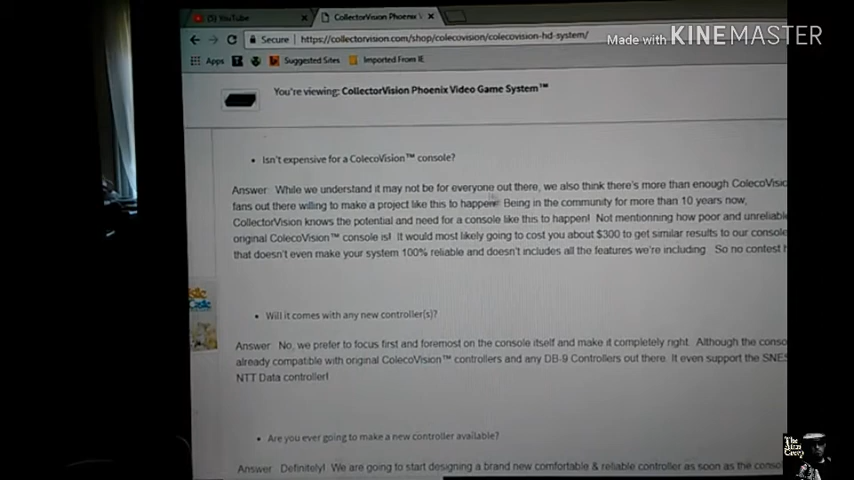 (5) YouTube
CollectorVision Phoenix V
Secure https://collectorvision.com/shop/colecovision/colecovision-hd-system/
Made with KINEMASTER
Apps Suggested Sites Imported From IE
You're viewing: CollectorVision Phoenix Video Game System™
• Isn't expensive for a ColecoVision™ console?
Answer: While we understand it may not be for everyone out there, we also think there's more than enough ColecoVisio
fans out there willing to make a project like this to happen. Being in the community for more than 10 years now,
CollectorVision knows the potential and need for a console like this to happen! Not mentionning how poor and unreliable
original ColecoVision™ console is! It would most likely going to cost you about $300 to get similar results to our console
that doesn't even make your system 100% reliable and doesn't includes all the features we're including. So no contest h
• Will it comes with any new controller(s)?
Answer: No, we prefer to focus first and foremost on the console itself and make it completely right. Although the conso
already compatible with original ColecoVision™ controllers and any DB-9 Controllers out there. It even support the SNES
NTT Data controller!
• Are you ever going to make a new controller available?
Answer: Definitely! We are going to start designing a brand new comfortable & reliable controller as soon as the conso
The